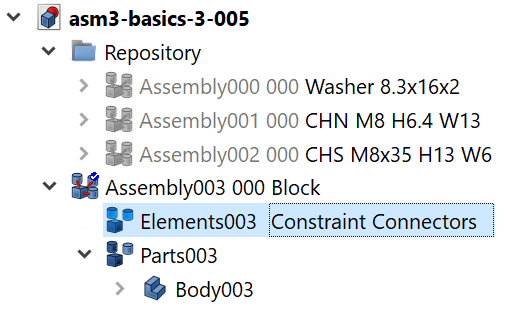 asm3-basics-3-005
Repository
Assembly000 000 Washer 8.3x16x2
Assembly001 000 CHN M8 H6.4 W13
Assembly002 000 CHS M8x35 H13 W6
Assembly003 000 Block
Elements003 Constraint Connectors
Parts003
Body003